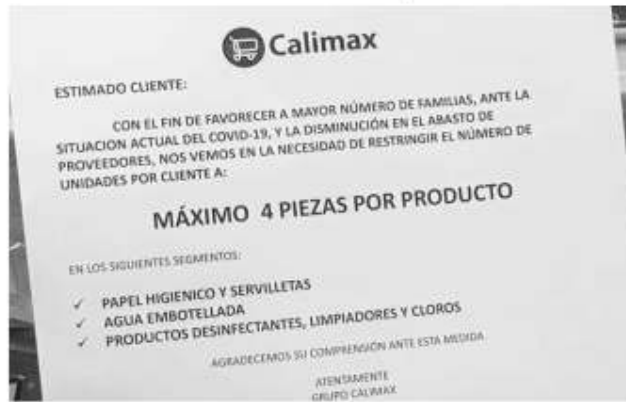 Calimax
ESTIMADO CLIENTE:
CON EL FIN DE FAVORECER A MAYOR NÚMERO DE FAMILIAS, ANTE LA
SITUACION ACTUAL DEL COVID-19, Y LA DISMINUCIÓN EN EL ABASTO DE
PROVEEDORES, NOS VEMOS EN LA NECESIDAD DE RESTRINGIR EL NÚMERO DE
UNIDADES POR CLIENTE A:
MÁXIMO 4 PIEZAS POR PRODUCTO
EN LOS SIGUIENTES SEGMENTOS:
✓ PAPEL HIGIENICO Y SERVILLETAS
✓ AGUA EMBOTELLADA
✓ PRODUCTOS DESINFECTANTES, LIMPIADORES Y CLOROS
AGRADECEMOS SU COMPRENSIÓN ANTE ESTA MEDIDA
ATENTAMENTE
GRUPO CALIMAX